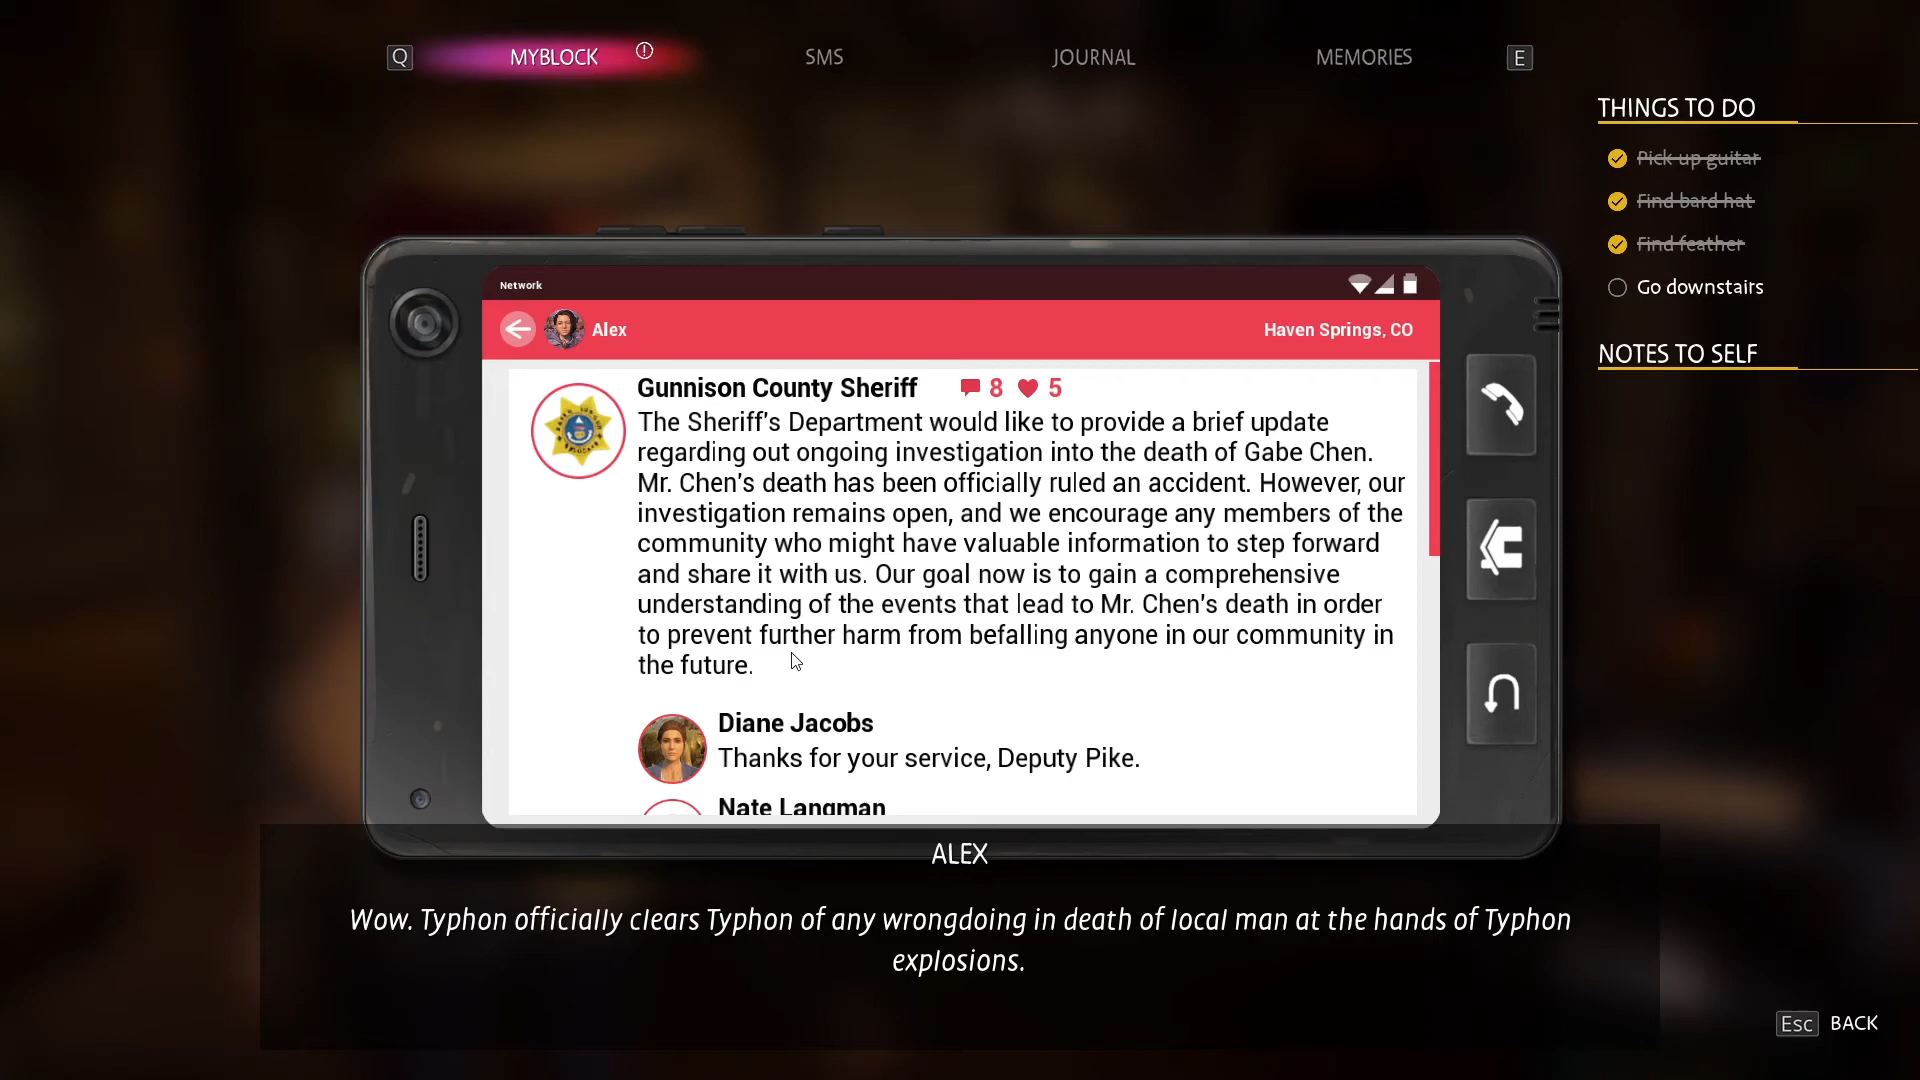 Q
MYBLOCK
SMS
JOURNAL
MEMORIES
E
THINGS TO DO
Pick up guitar
Find bard hat
Find feather
Go downstairs
NOTES TO SELF
Network
Alex
Haven Springs, CO
Gunnison County Sheriff 8 5
The Sheriff's Department would like to provide a brief update
regarding out ongoing investigation into the death of Gabe Chen.
Mr. Chen's death has been officially ruled an accident. However, our
investigation remains open, and we encourage any members of the
community who might have valuable information to step forward
and share it with us. Our goal now is to gain a comprehensive
understanding of the events that lead to Mr. Chen's death in order
to prevent further harm from befalling anyone in our community in
the future.
Diane Jacobs
Thanks for your service, Deputy Pike.
Nate Langman
ALEX
Wow. Typhon officially clears Typhon of any wrongdoing in death of local man at the hands of Typhon
explosions.
Esc BACK